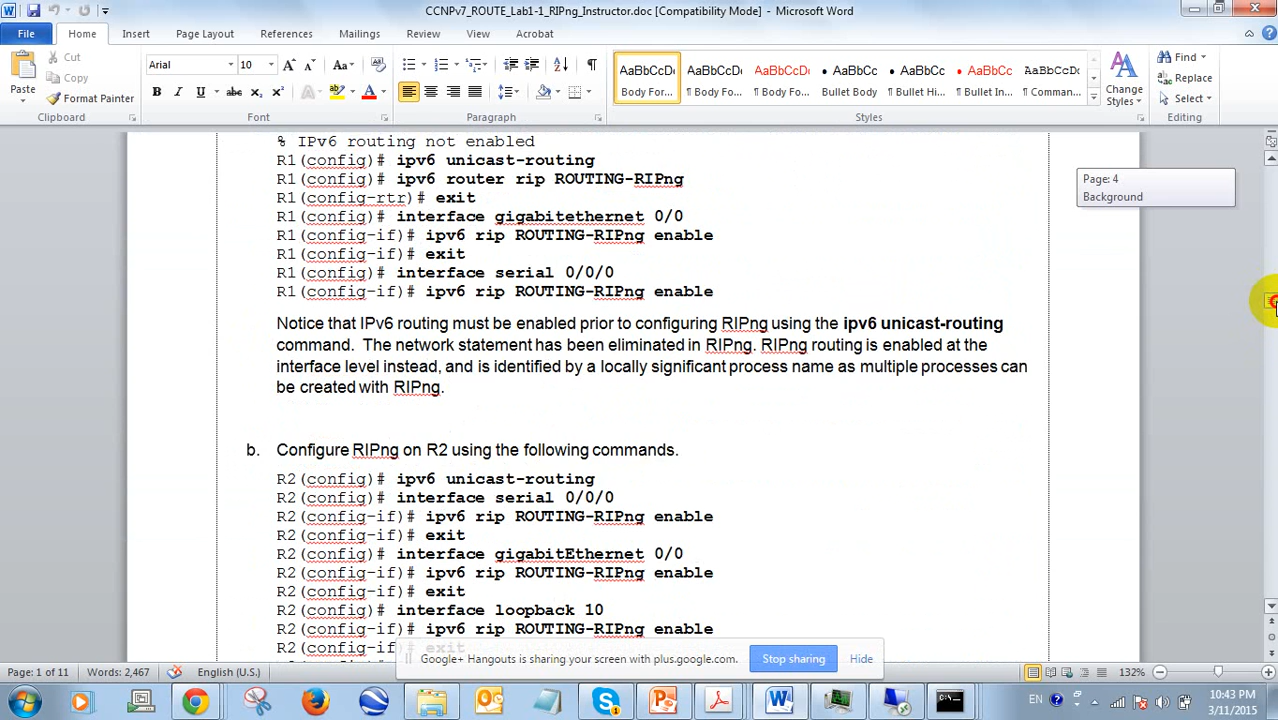 CCNPv7_ROUTE_Lab1-1_RIPng_Instructor.doc [Compatibility Mode] - Microsoft Word
File Home Insert Page Layout References Mailings Review View Acrobat
Paste
Cut
Copy
Format Painter
Clipboard
Arial 10
Font
Paragraph
AaBbCcDı AaBbCcDc AaBbCcDc AaBbCc AaBbCc AaBbCc AaBbCcDc
Body For... ¶ Body For... ¶ Body For... Bullet Body ¶ Bullet Hi... ¶ Bullet In... ¶ Comman...
Change Styles
Styles
Find
Replace
Select
Editing
% IPv6 routing not enabled
R1(config)# ipv6 unicast-routing
R1(config)# ipv6 router rip ROUTING-RIPng
R1(config-rtr)# exit
R1(config)# interface gigabitethernet 0/0
R1(config-if)# ipv6 rip ROUTING-RIPng enable
R1(config-if)# exit
R1(config)# interface serial 0/0/0
R1(config-if)# ipv6 rip ROUTING-RIPng enable
Page: 4
Background
Notice that IPv6 routing must be enabled prior to configuring RIPng using the ipv6 unicast-routing
command. The network statement has been eliminated in RIPng. RIPng routing is enabled at the
interface level instead, and is identified by a locally significant process name as multiple processes can
be created with RIPng.
b. Configure RIPng on R2 using the following commands.
R2(config)# ipv6 unicast-routing
R2(config)# interface serial 0/0/0
R2(config-if)# ipv6 rip ROUTING-RIPng enable
R2(config-if)# exit
R2(config)# interface gigabitEthernet 0/0
R2(config-if)# ipv6 rip ROUTING-RIPng enable
R2(config-if)# exit
R2(config)# interface loopback 10
R2(config-if)# ipv6 rip ROUTING-RIPng enable
R2(config-if)# exit
Google+ Hangouts is sharing your screen with plus.google.com. Stop sharing Hide
Page: 1 of 11 Words: 2,467 English (U.S.) 132%
EN 10:43 PM
3/11/2015